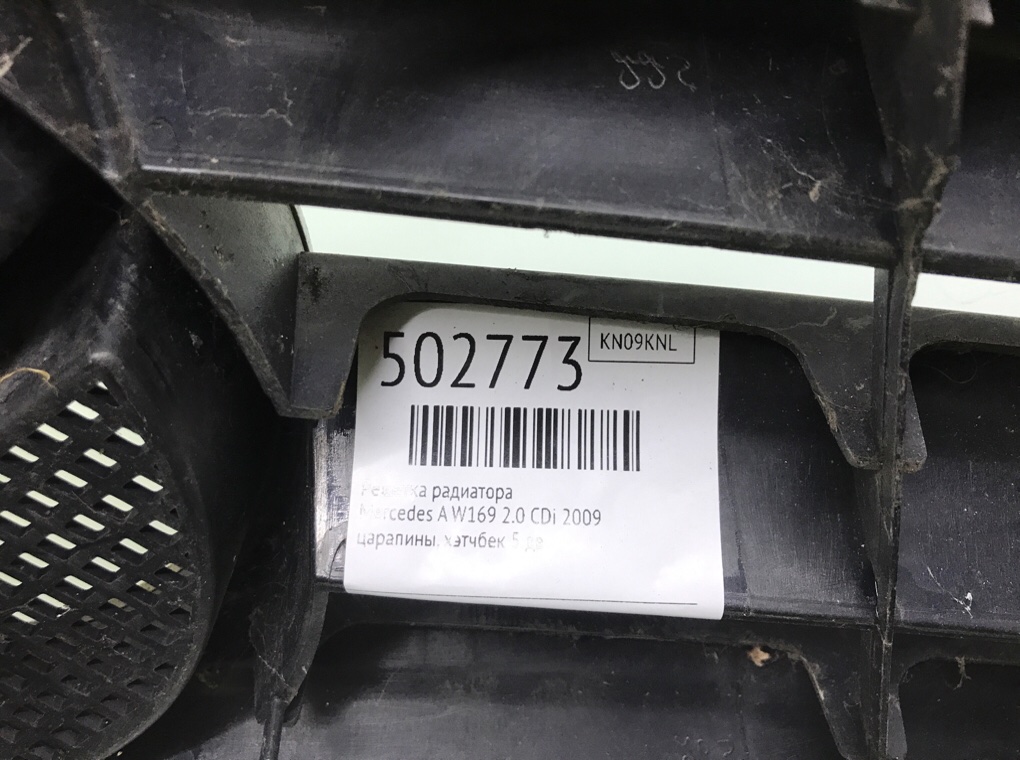 502773
KN09KNL
Решетка радиатора
Mercedes A W169 2.0 CDi 2009
царапины, хэтчбек 5 дв